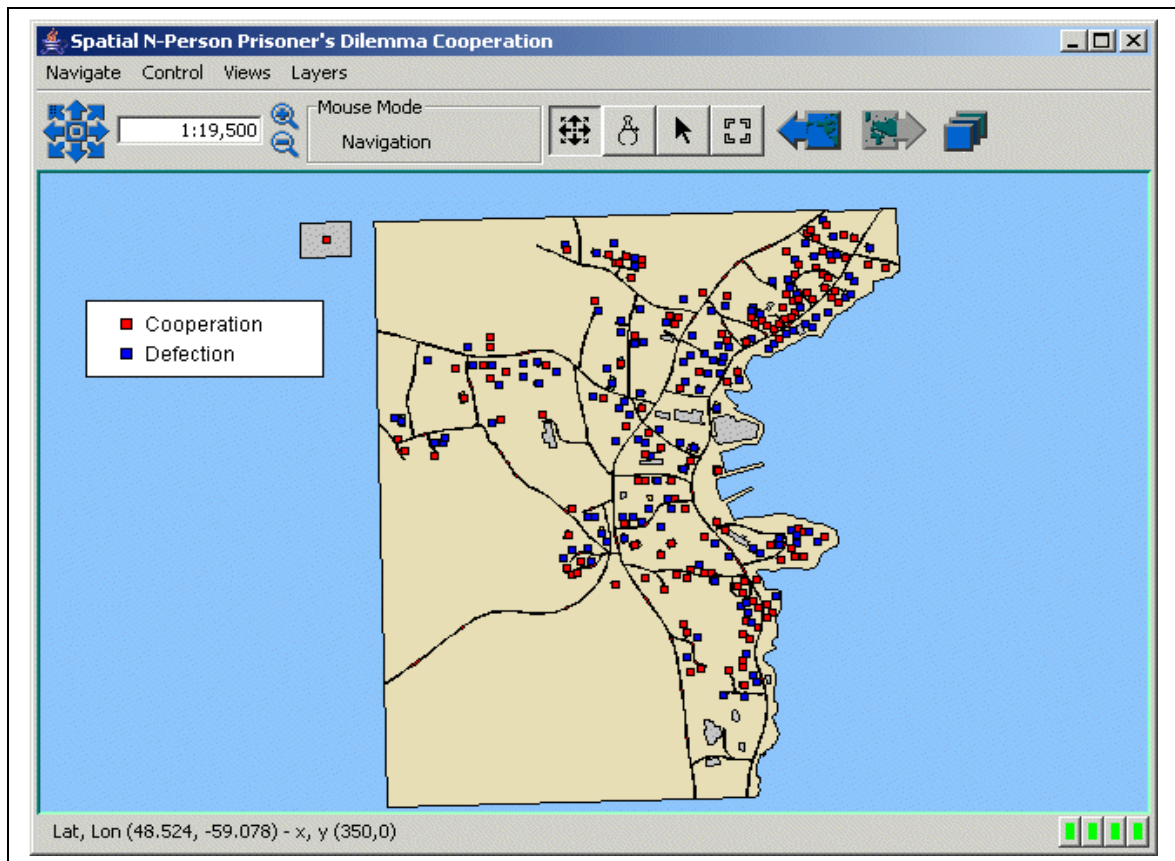 Spatial N-Person Prisoner's Dilemma Cooperation
Navigate Control Views Layers
Mouse Mode
1:19,500
Navigation
Cooperation
Defection
Lat, Lon (48.524, -59.078) - x, y (350,0)